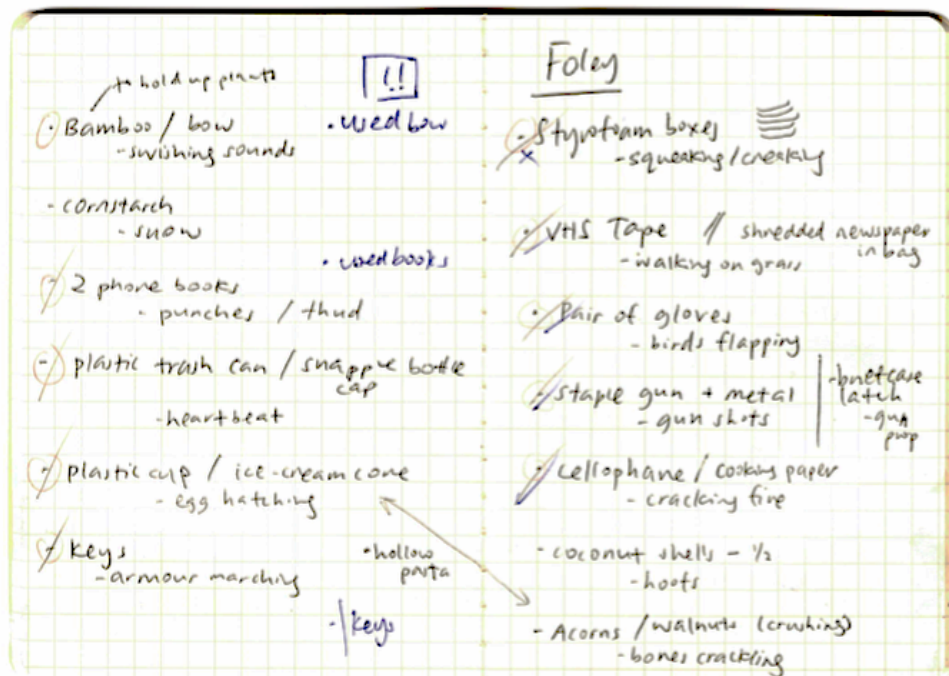 to hold up plants
!!
· Bamboo / bow
- swishing sounds
· used bow
- cornstarch
- snow
· used books
- 2 phone books
- punches / thud
- plastic trash can / snapple bottle
cap
- heartbeat
- plastic cup / ice-cream cone
- egg hatching
- keys
- armour marching
· hollow
pasta
- keys
Foley
- Styrofoam boxes
x
- squeaking / creaking
· VHS Tape // shredded newspaper
in bag
- walking on grass
· Pair of gloves
- birds flapping
- staple gun + metal
- gun shots
- briefcase
latch
- gun
prop
· cellophane / cooking paper
- cracking fire
- coconut shells - 1/2
- hoofs
- Acorns / walnuts (crushing)
- bones crackling